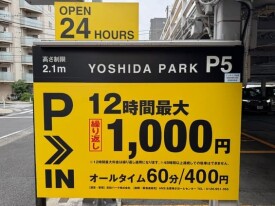 OPEN
24 HOURS
高さ制限
2.1m
YOSHIDA PARK P5
P
IN
12時間最大
繰り返し
1,000円
オールタイム60分/400円